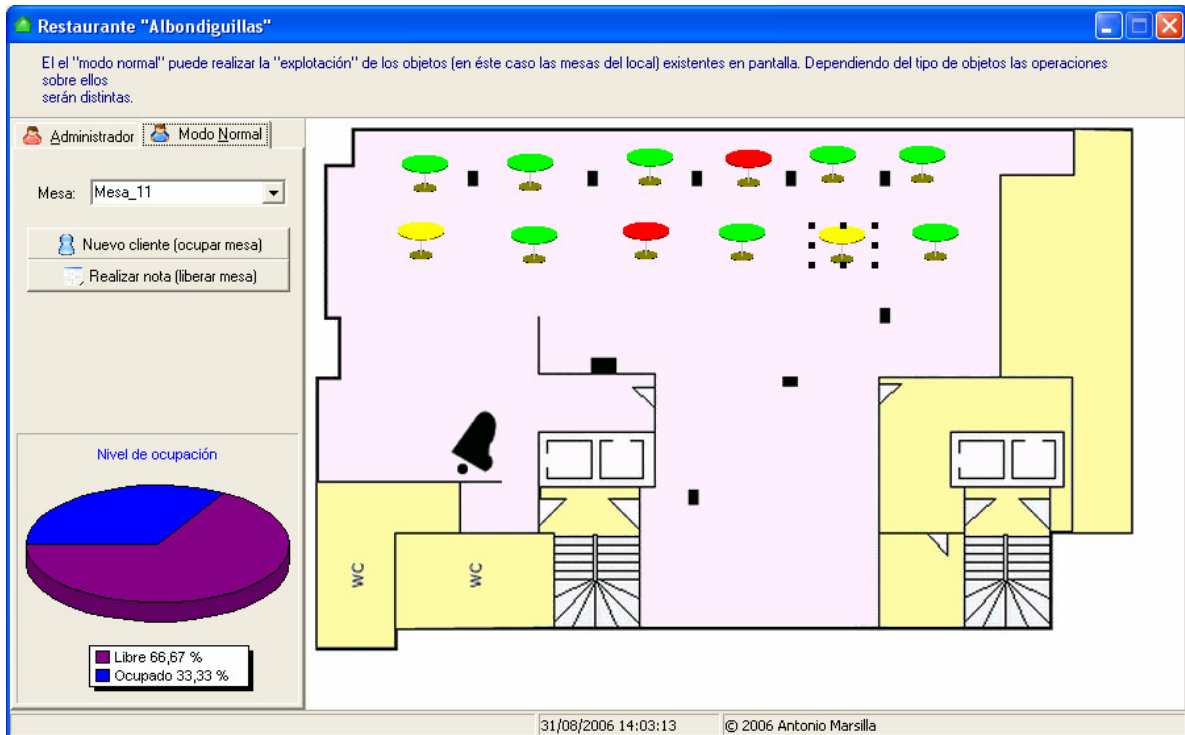 Restaurante "Albondiguillas"
El el "modo normal" puede realizar la "explotación" de los objetos (en éste caso las mesas del local) existentes en pantalla. Dependiendo del tipo de objetos las operaciones
sobre ellos
serán distintas.
Administrador
Modo Normal
Mesa:
Mesa_11
Nuevo cliente (ocupar mesa)
Realizar nota (liberar mesa)
Nivel de ocupación
Libre 66,67 %
Ocupado 33,33 %
WC
WC
31/08/2006 14:03:13
© 2006 Antonio Marsilla